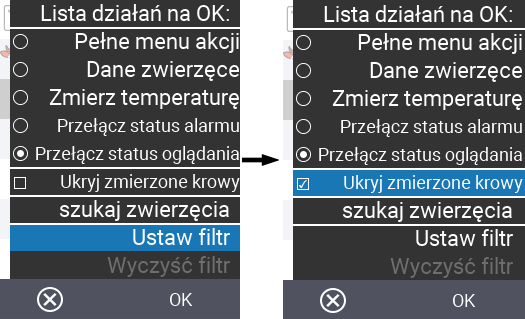 Lista działań na OK:
Pełne menu akcji
Dane zwierzęce
Zmierz temperaturę
Przełącz status alarmu
Przełącz status oglądania
Ukryj zmierzone krowy
szukaj zwierzęcia
Ustaw filtr
Wyczyść filtr
OK
Lista działań na OK:
Pełne menu akcji
Dane zwierzęce
Zmierz temperaturę
Przełącz status alarmu
Przełącz status oglądania
Ukryj zmierzone krowy
szukaj zwierzęcia
Ustaw filtr
Wyczyść filtr
OK